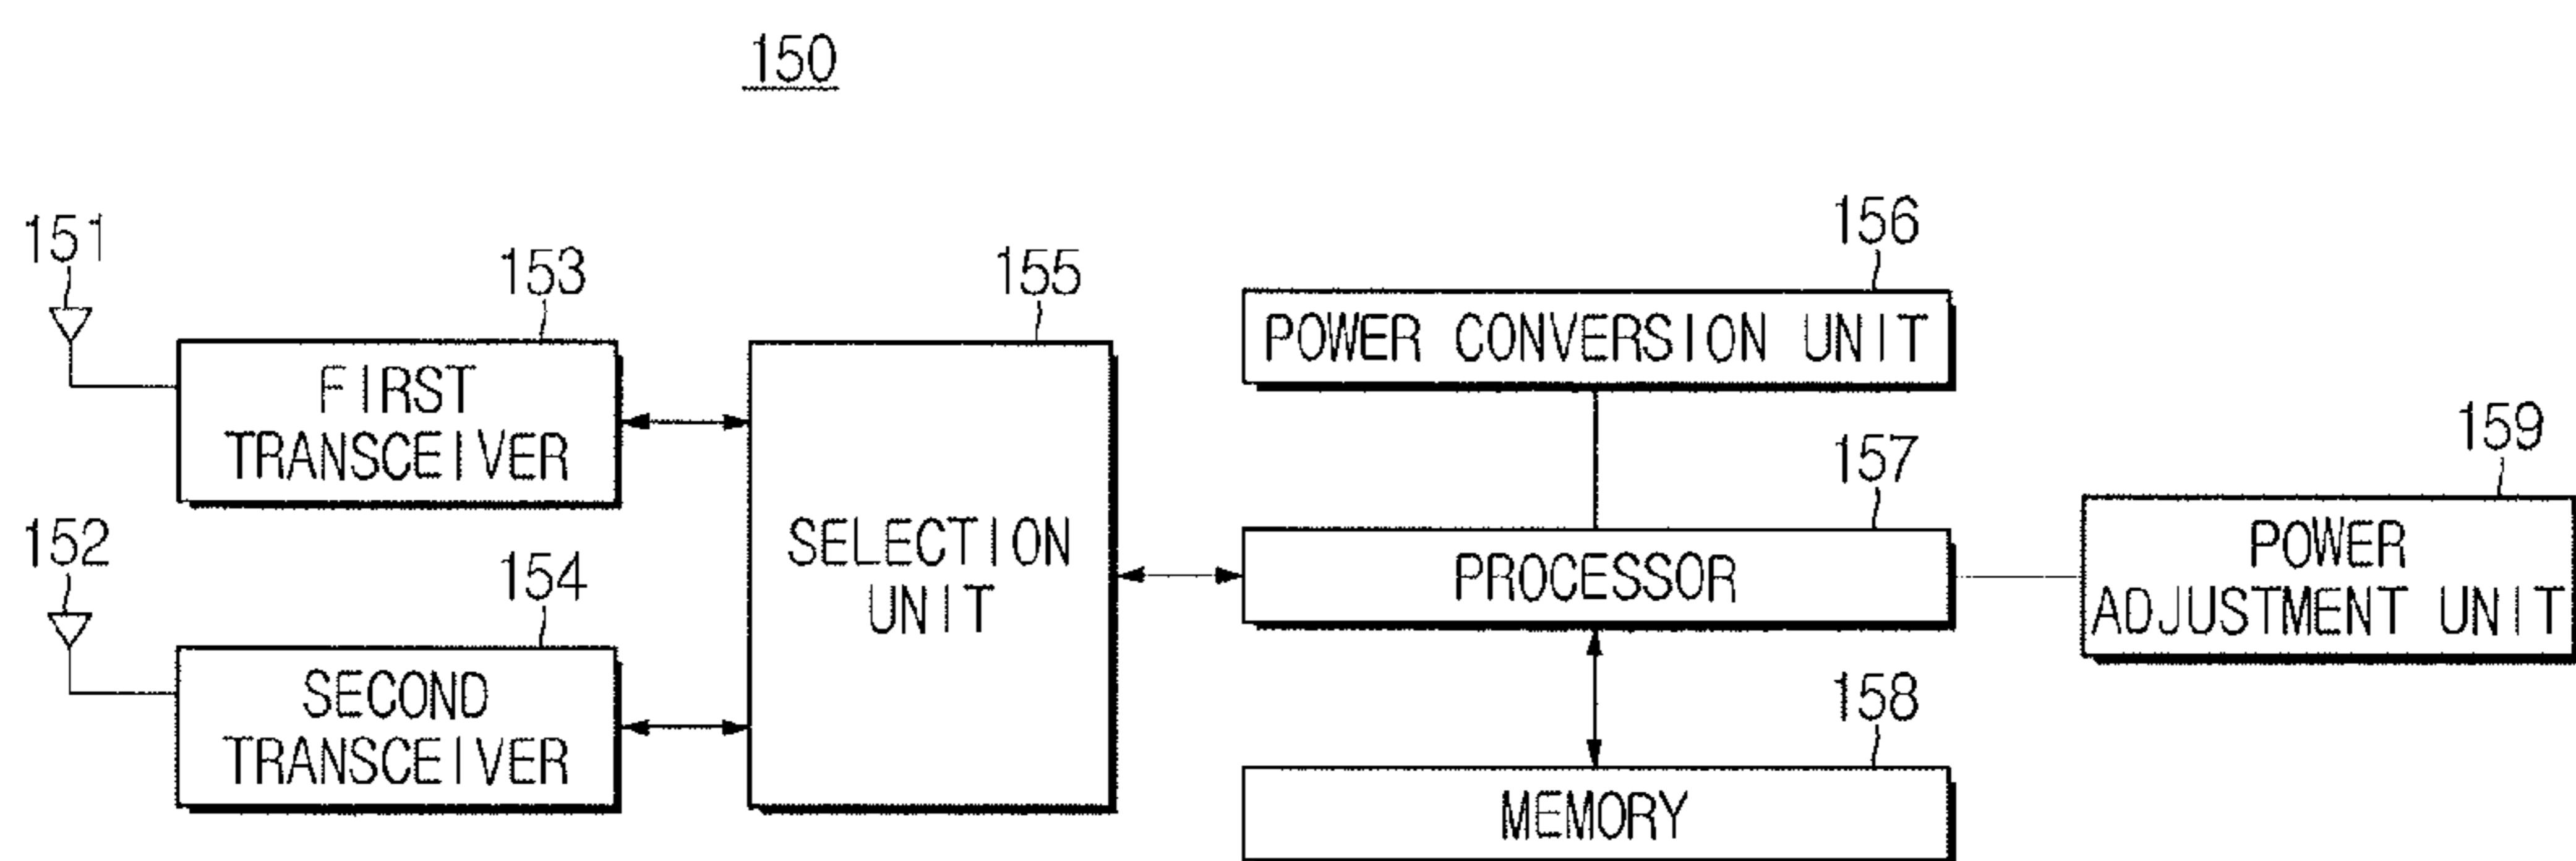 150
151
153
155
156
FIRST
TRANSCEIVER
POWER CONVERSION UNIT
159
152
154
SELECTION
UNIT
157
PROCESSOR
POWER
ADJUSTMENT UNIT
SECOND
TRANSCEIVER
158
MEMORY